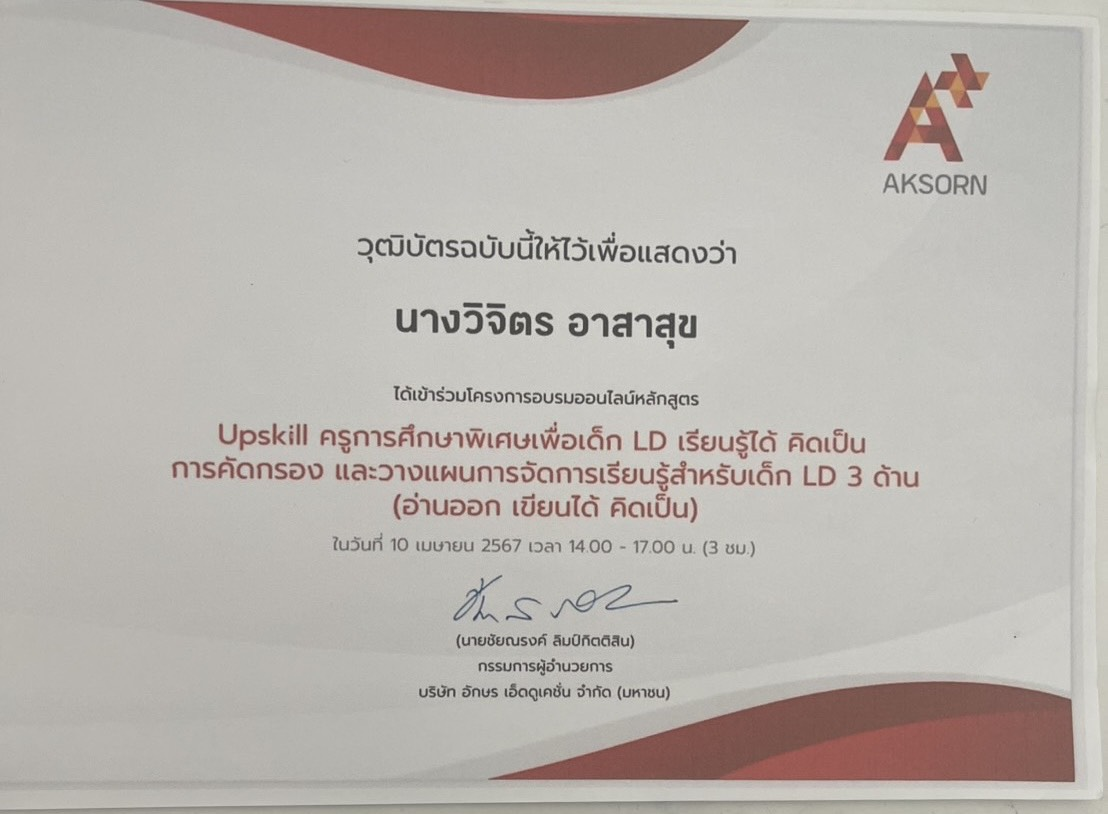 AKSORN
วุฒิบัตรฉบับนี้ให้ไว้เพื่อแสดงว่า
นางวิจิตร อาสาสุข
ได้เข้าร่วมโครงการอบรมออนไลน์หลักสูตร
Upskill ครูการศึกษาพิเศษเพื่อเด็ก LD เรียนรู้ได้ คิดเป็น
การคัดกรอง และวางแผนการจัดการเรียนรู้สำหรับเด็ก LD 3 ด้าน
(อ่านออก เขียนได้ คิดเป็น)
ในวันที่ 10 เมษายน 2567 เวลา 14.00 - 17.00 น. (3 ชม.)
(นายชัยณรงค์ ลิมป์กิตติสิน)
กรรมการผู้อำนวยการ
บริษัท อักษร เอ็ดดูเคชั่น จำกัด (มหาชน)